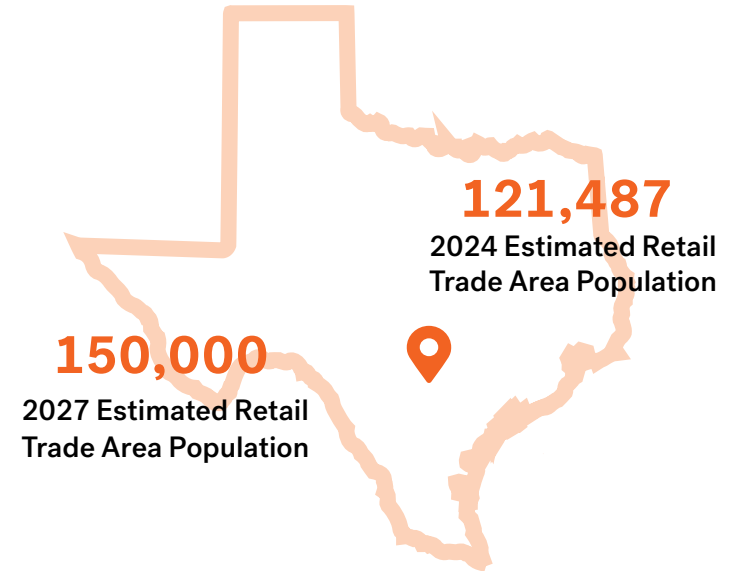 121,487
2024 Estimated Retail
Trade Area Population
150,000
2027 Estimated Retail
Trade Area Population